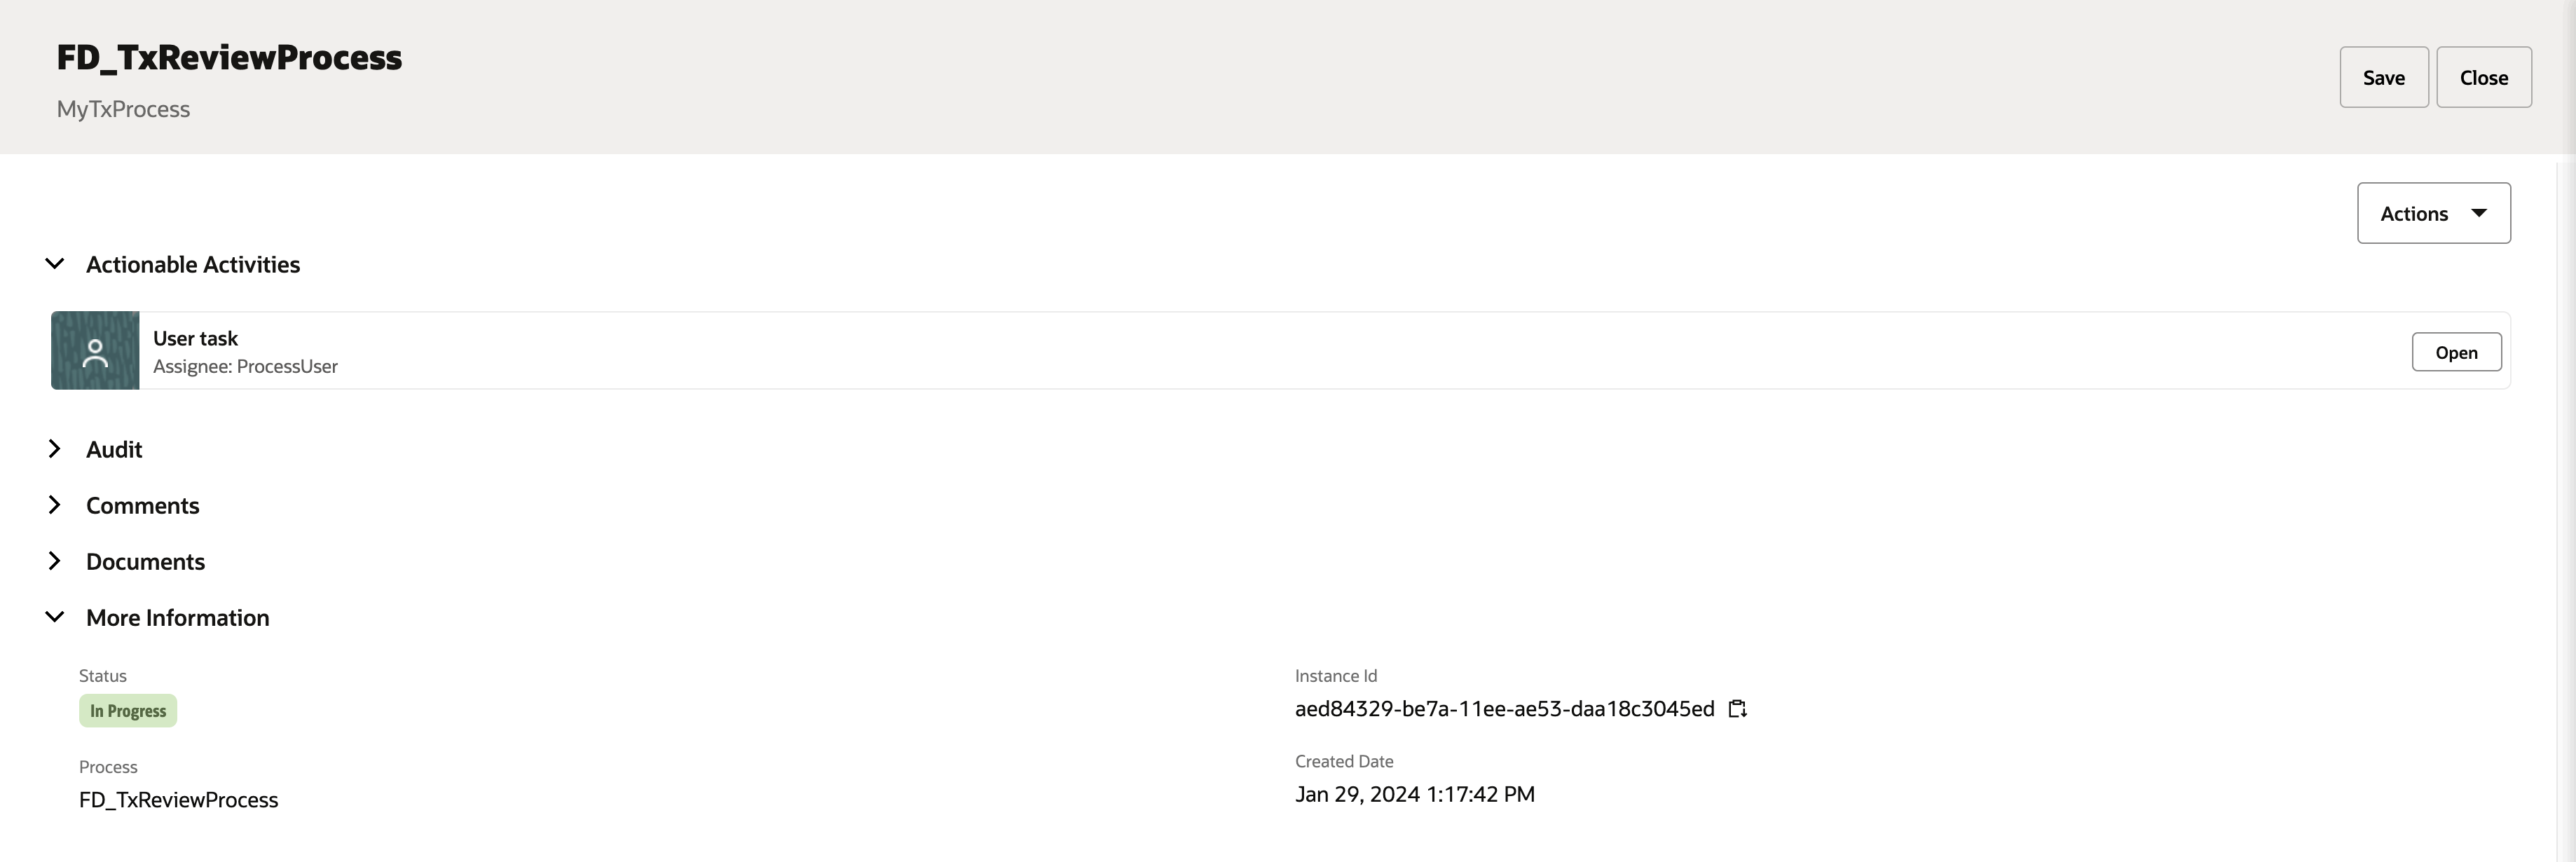 FD_TxReviewProcess
MyTxProcess
Save
Close
Actions
Actionable Activities
User task
Assignee: ProcessUser
Open
Audit
Comments
Documents
More Information
Status
In Progress
Instance Id
aed84329-be7a-11ee-ae53-daa18c3045ed
Process
FD_TxReviewProcess
Created Date
Jan 29, 2024 1:17:42 PM